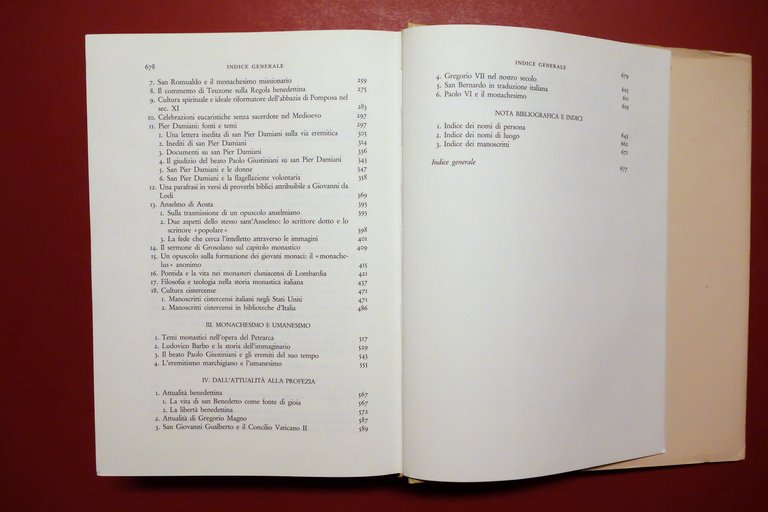 678 INDICE GENERALE
7. San Romualdo e il monachesimo missionario 259
8. Il commento di Teuzone sulla Regola benedettina 275
9. Cultura spirituale e ideale riformatore dell'abbazia di Pomposa nel
sec. XI 283
10. Celebrazioni eucaristiche senza sacerdote nel Medioevo 297
11. Pier Damiani: fonti e temi 297
1. Una lettera inedita di san Pier Damiani sulla via eremitica 305
2. Inediti di san Pier Damiani 314
3. Documenti su san Pier Damiani 336
4. Il giudizio del beato Paolo Giustiniani su san Pier Damiani 343
5. San Pier Damiani e le donne 347
6. San Pier Damiani e la flagellazione volontaria 358
12. Una parafrasi in versi di proverbi biblici attribuibile a Giovanni da
Lodi 369
13. Anselmo di Aosta 393
1. Sulla trasmissione di un opuscolo anselmiano 393
2. Due aspetti dello stesso sant'Anselmo: lo scrittore dotto e lo
scrittore «popolare» 398
3. La fede che cerca l'intelletto attraverso le immagini 401
14. Il sermone di Grosolano sul capitolo monastico 409
15. Un opuscolo sulla formazione dei giovani monaci: il «monache-
lus» anonimo 415
16. Pontida e la vita nei monasteri cluniacensi di Lombardia 421
17. Filosofia e teologia nella storia monastica italiana 437
18. Cultura cistercense 471
1. Manoscritti cistercensi italiani negli Stati Uniti 471
2. Manoscritti cistercensi in biblioteche d'Italia 486
III. MONACHESIMO E UMANESIMO
1. Temi monastici nell'opera del Petrarca 517
2. Ludovico Barbo e la storia dell'immaginario 529
3. Il beato Paolo Giustiniani e gli eremiti del suo tempo 543
4. L'eremitismo marchigiano e l'umanesimo 555
IV. DALL'ATTUALITÀ ALLA PROFEZIA
1. Attualità benedettina 567
1. La vita di san Benedetto come fonte di gioia 567
2. La libertà benedettina 572
2. Attualità di Gregorio Magno 587
3. San Giovanni Gualberto e il Concilio Vaticano II 589
INDICE GENERALE 679
4. Gregorio VII nel nostro secolo 605
5. San Bernardo in traduzione italiana 611
6. Paolo VI e il monachesimo 619
NOTA BIBLIOGRAFICA E INDICI
1. Indice dei nomi di persona 645
2. Indice dei nomi di luogo 662
3. Indice dei manoscritti 671
Indice generale 677